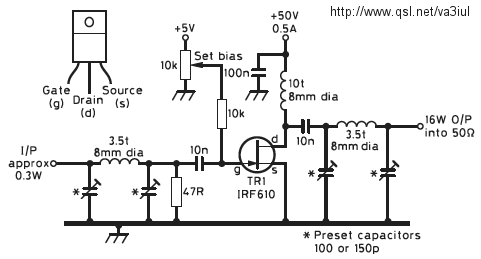 http://www.qsl.net/va3iul
+50V
0.5A
+5V
Set bias
10k
100n
10t
8mm dia
Gate
(g)
Drain
(d)
Source
(s)
10k
I/P
approx
0.3W
3.5t
8mm dia
10n
d
g
s
TR1
IRF610
10n
3.5t
8mm dia
16W O/P
into 50Ω
*
*
47R
*
*
* Preset capacitors
100 or 150p